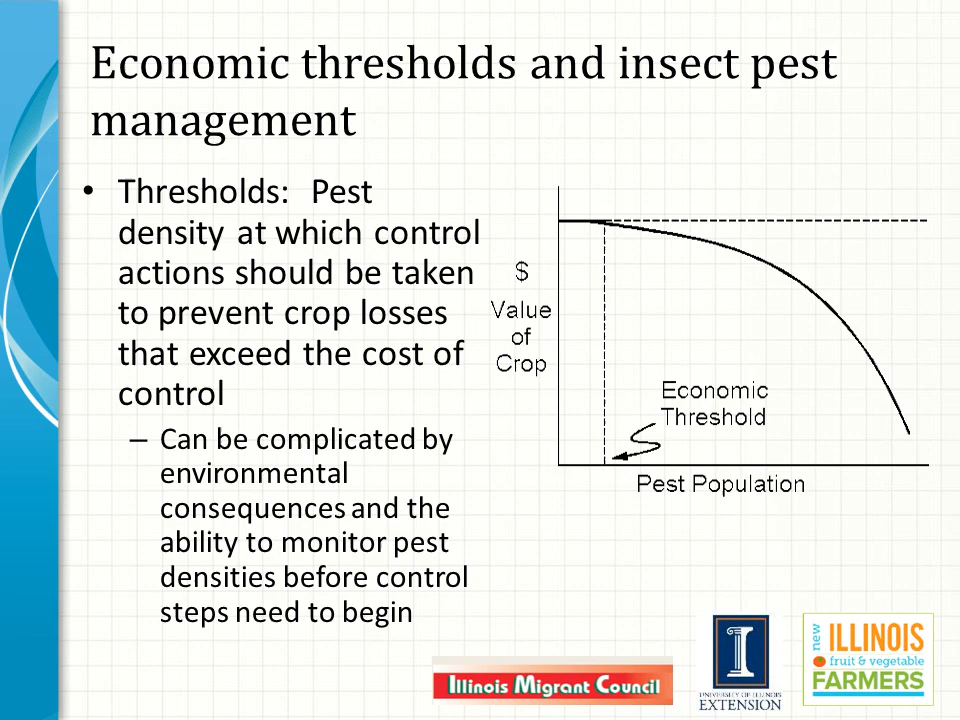 Economic thresholds and insect pest
management
• Thresholds: Pest
density at which control
actions should be taken
to prevent crop losses
that exceed the cost of
control
– Can be complicated by
environmental
consequences and the
ability to monitor pest
densities before control
steps need to begin
$
Value
of
Crop
Economic
Threshold
Pest Population
Illinois Migrant Council
I
UNIVERSITY OF ILLINOIS
EXTENSION
new
ILLINOIS
fruit & vegetable
FARMERS